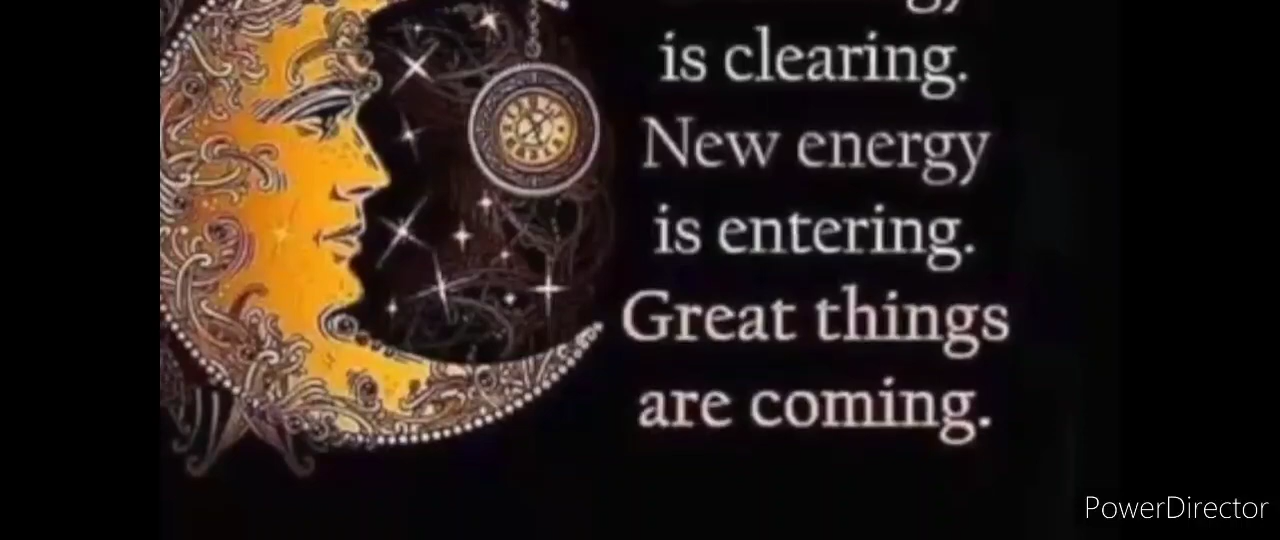 is clearing.
New energy
is entering.
Great things
are coming.
PowerDirector